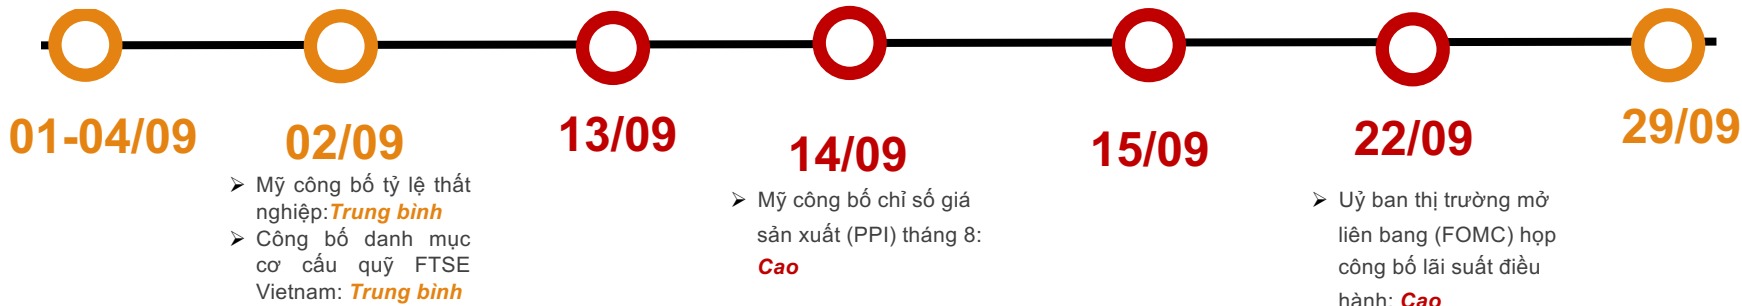 01-04/09
02/09
➢ Mỹ công bố tỷ lệ thất
nghiệp:Trung bình
➢ Công bố danh mục
cơ cấu quỹ FTSE
Vietnam: Trung bình
13/09
14/09
➢ Mỹ công bố chỉ số giá
sản xuất (PPI) tháng 8:
Cao
15/09
22/09
➢ Uỷ ban thị trường mở
liên bang (FOMC) họp
công bố lãi suất điều
hành: Cao
29/09